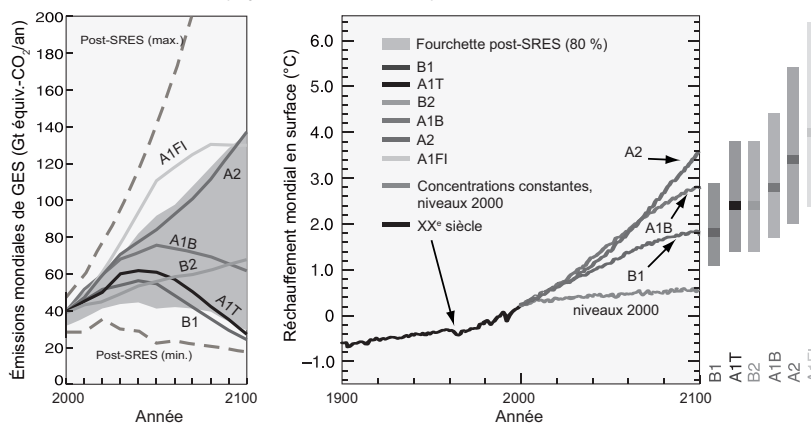 Émissions mondiales de GES (Gt équiv.-CO₂/an)
200
180
160
140
120
100
80
60
40
20
0
Post-SRES (max.)
A1FI
A2
A1B
B2
A1T
B1
Post-SRES (min.)
2000
2100
Année
Réchauffement mondial en surface (°C)
6.0
5.0
4.0
3.0
2.0
1.0
0
–1.0
Fourchette post-SRES (80 %)
B1
A1T
B2
A1B
A2
A1FI
Concentrations constantes,
niveaux 2000
XXᵉ siècle
A2
A1B
B1
niveaux 2000
1900
2000
2100
Année
B1
A1T
B2
A1B
A2
A1FI